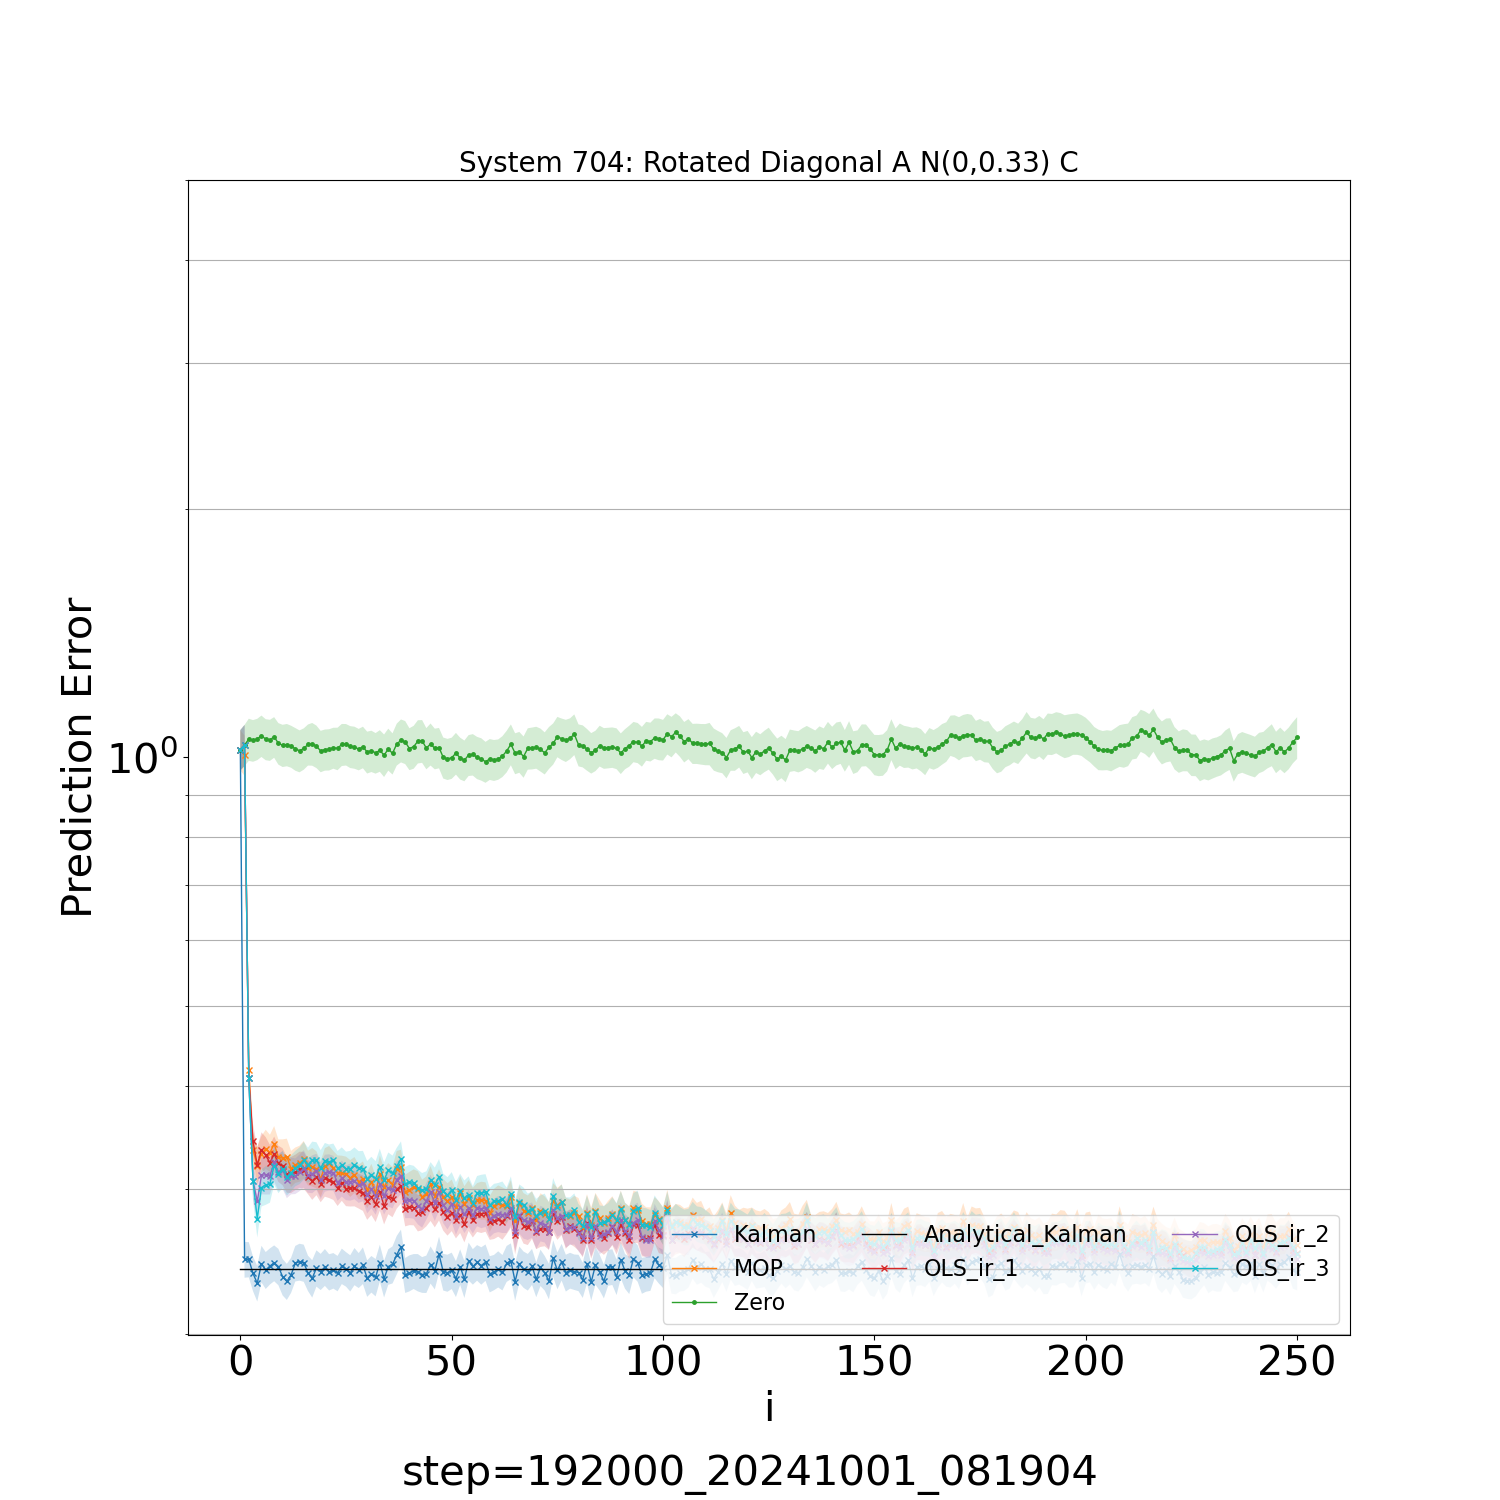 System 704: Rotated Diagonal A N(0,0.33) C
Prediction Error
10⁰
Kalman
MOP
Zero
Analytical_Kalman
OLS_ir_1
OLS_ir_2
OLS_ir_3
0 50 100 150 200 250
i
step=192000_20241001_081904